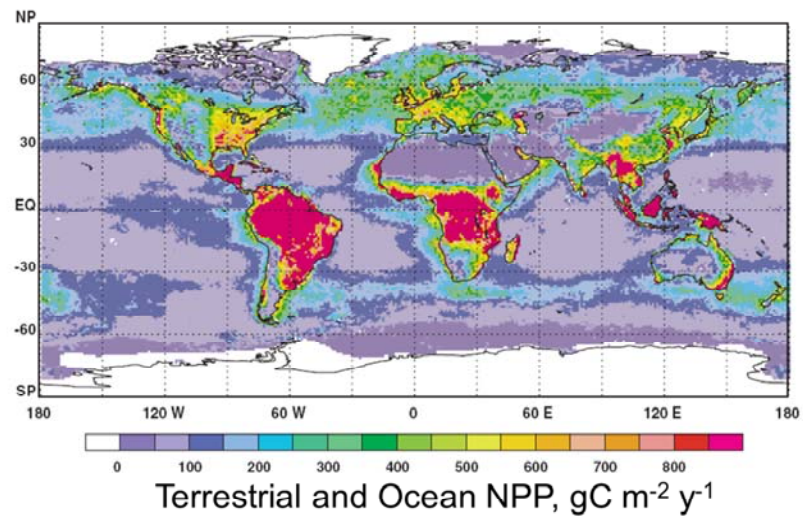 NP
60
30
EQ
-30
-60
SP
180 120 W 60 W 0 60 E 120 E 180
0 100 200 300 400 500 600 700 800
Terrestrial and Ocean NPP, gC m⁻² y⁻¹